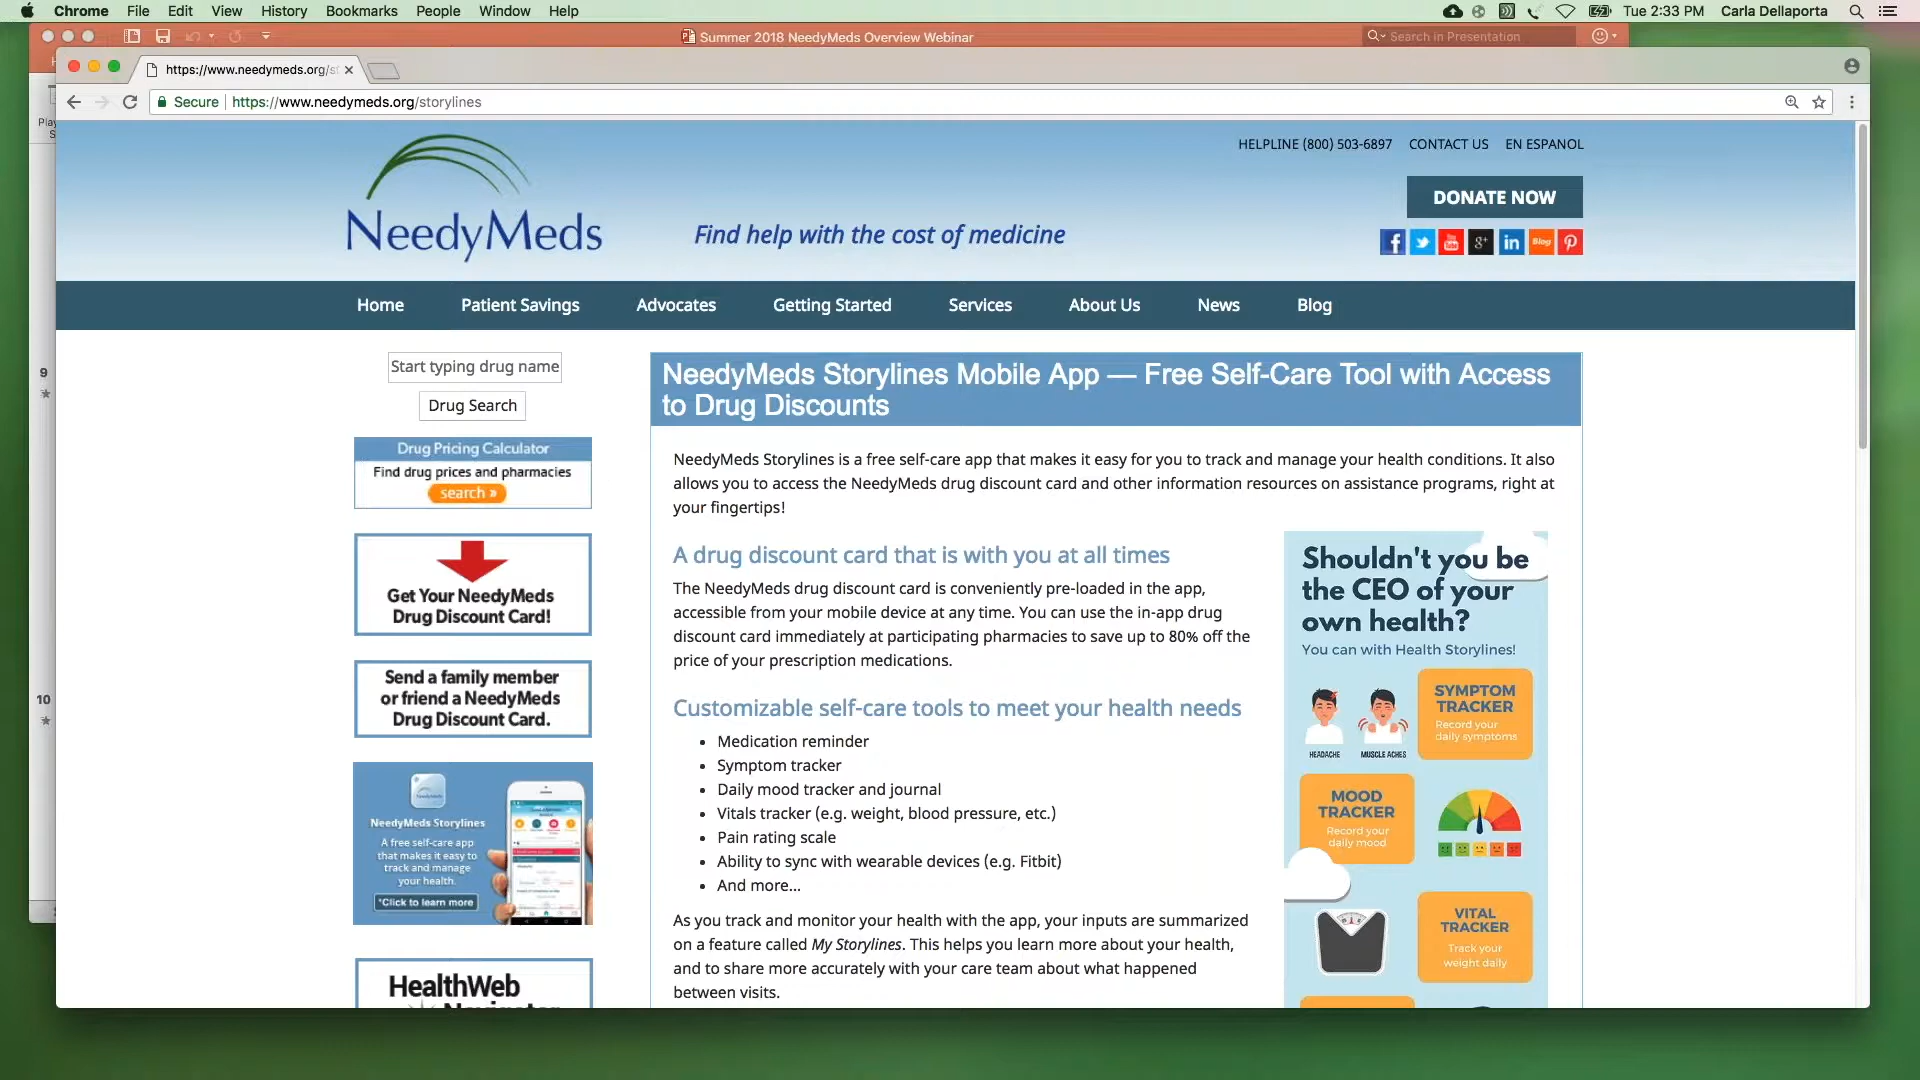 Chrome File Edit View History Bookmarks People Window Help
Tue 2:33 PM Carla Dellaporta
Summer 2018 NeedyMeds Overview Webinar
Search in Presentation
https://www.needymeds.org/st
Secure https://www.needymeds.org/storylines
HELPLINE (800) 503-6897 CONTACT US EN ESPANOL
DONATE NOW
NeedyMeds
Find help with the cost of medicine
Blog
Home Patient Savings Advocates Getting Started Services About Us News Blog
Start typing drug name
Drug Search
Drug Pricing Calculator
Find drug prices and pharmacies
search »
Get Your NeedyMeds
Drug Discount Card!
Send a family member
or friend a NeedyMeds
Drug Discount Card.
NeedyMeds Storylines
A free self-care app
that makes it easy to
track and manage
your health.
*Click to learn more
HealthWeb
Navigator
9
10
NeedyMeds Storylines Mobile App — Free Self-Care Tool with Access
to Drug Discounts
NeedyMeds Storylines is a free self-care app that makes it easy for you to track and manage your health conditions. It also
allows you to access the NeedyMeds drug discount card and other information resources on assistance programs, right at
your fingertips!
A drug discount card that is with you at all times
The NeedyMeds drug discount card is conveniently pre-loaded in the app,
accessible from your mobile device at any time. You can use the in-app drug
discount card immediately at participating pharmacies to save up to 80% off the
price of your prescription medications.
Customizable self-care tools to meet your health needs
• Medication reminder
• Symptom tracker
• Daily mood tracker and journal
• Vitals tracker (e.g. weight, blood pressure, etc.)
• Pain rating scale
• Ability to sync with wearable devices (e.g. Fitbit)
• And more...
As you track and monitor your health with the app, your inputs are summarized
on a feature called My Storylines. This helps you learn more about your health,
and to share more accurately with your care team about what happened
between visits.
Shouldn't you be
the CEO of your
own health?
You can with Health Storylines!
SYMPTOM
TRACKER
Record your
daily symptoms
HEADACHE MUSCLE ACHES
MOOD
TRACKER
Record your
daily mood
VITAL
TRACKER
Track your
weight daily